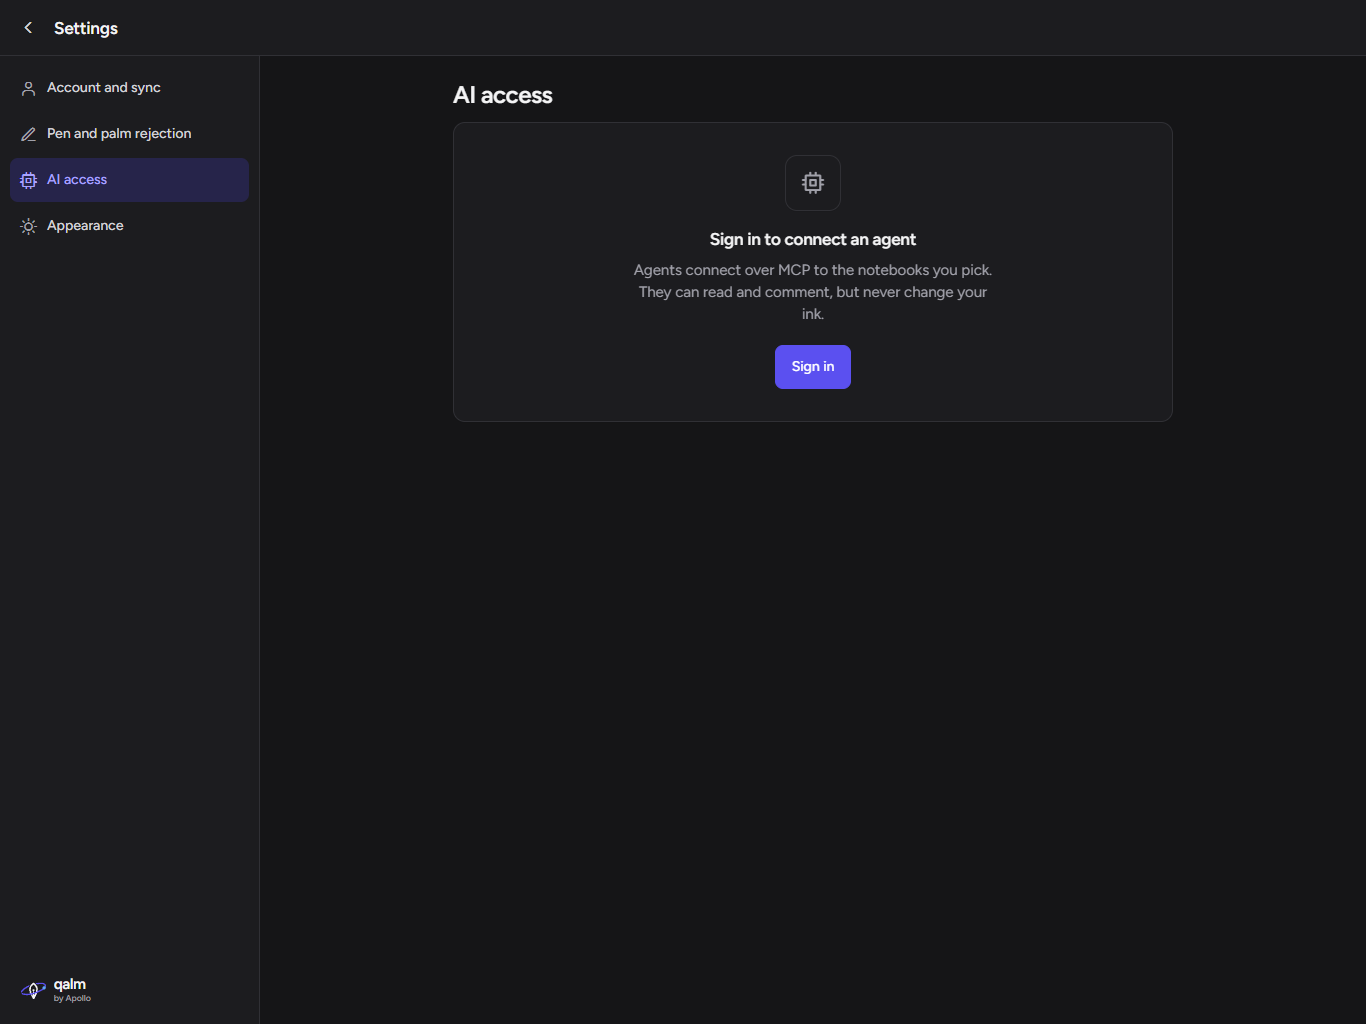 Settings
Account and sync
Pen and palm rejection
AI access
Appearance
AI access
Sign in to connect an agent
Agents connect over MCP to the notebooks you pick.
They can read and comment, but never change your
ink.
Sign in
qalm
by Apollo